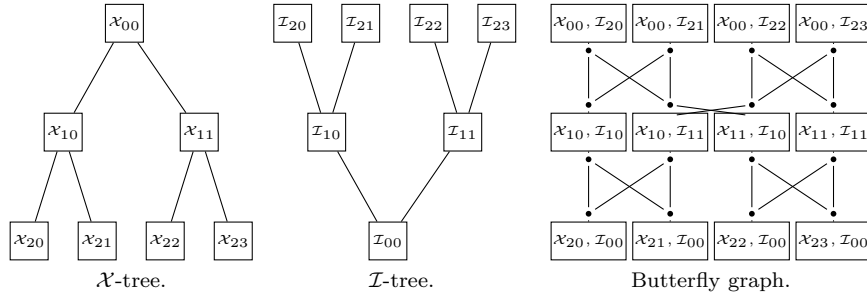 𝒳₀₀ ℐ₂₀ ℐ₂₁ ℐ₂₂ ℐ₂₃ 𝒳₀₀, ℐ₂₀ 𝒳₀₀, ℐ₂₁ 𝒳₀₀, ℐ₂₂ 𝒳₀₀, ℐ₂₃
𝒳₁₀ 𝒳₁₁ ℐ₁₀ ℐ₁₁ 𝒳₁₀, ℐ₁₀ 𝒳₁₀, ℐ₁₁ 𝒳₁₁, ℐ₁₀ 𝒳₁₁, ℐ₁₁
𝒳₂₀ 𝒳₂₁ 𝒳₂₂ 𝒳₂₃ ℐ₀₀ 𝒳₂₀, ℐ₀₀ 𝒳₂₁, ℐ₀₀ 𝒳₂₂, ℐ₀₀ 𝒳₂₃, ℐ₀₀
𝒳-tree. ℐ-tree. Butterfly graph.